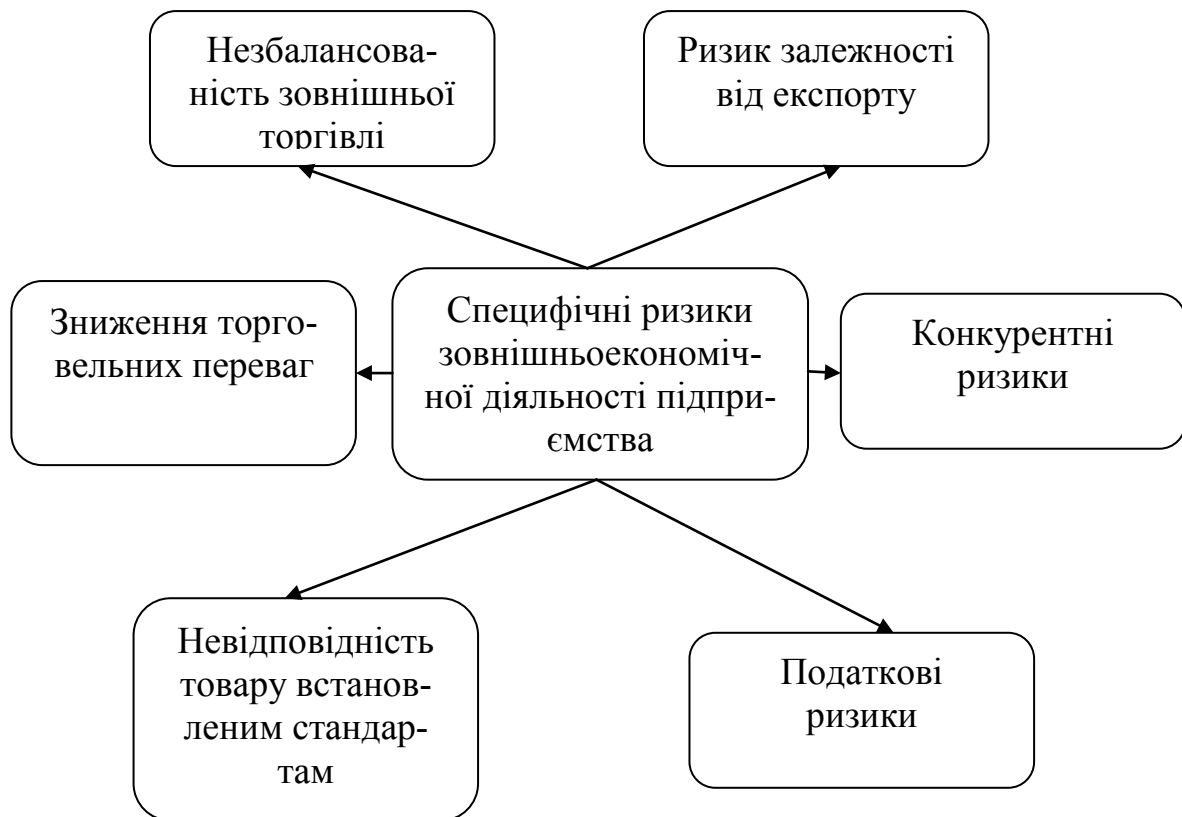 Незбалансова-
ність зовнішньої
торгівлі
Ризик залежності
від експорту
Зниження торго-
вельних переваг
Специфічні ризики
зовнішньоекономіч-
ної діяльності підпри-
ємства
Конкурентні
ризики
Невідповідність
товару встанов-
леним стандар-
там
Податкові
ризики